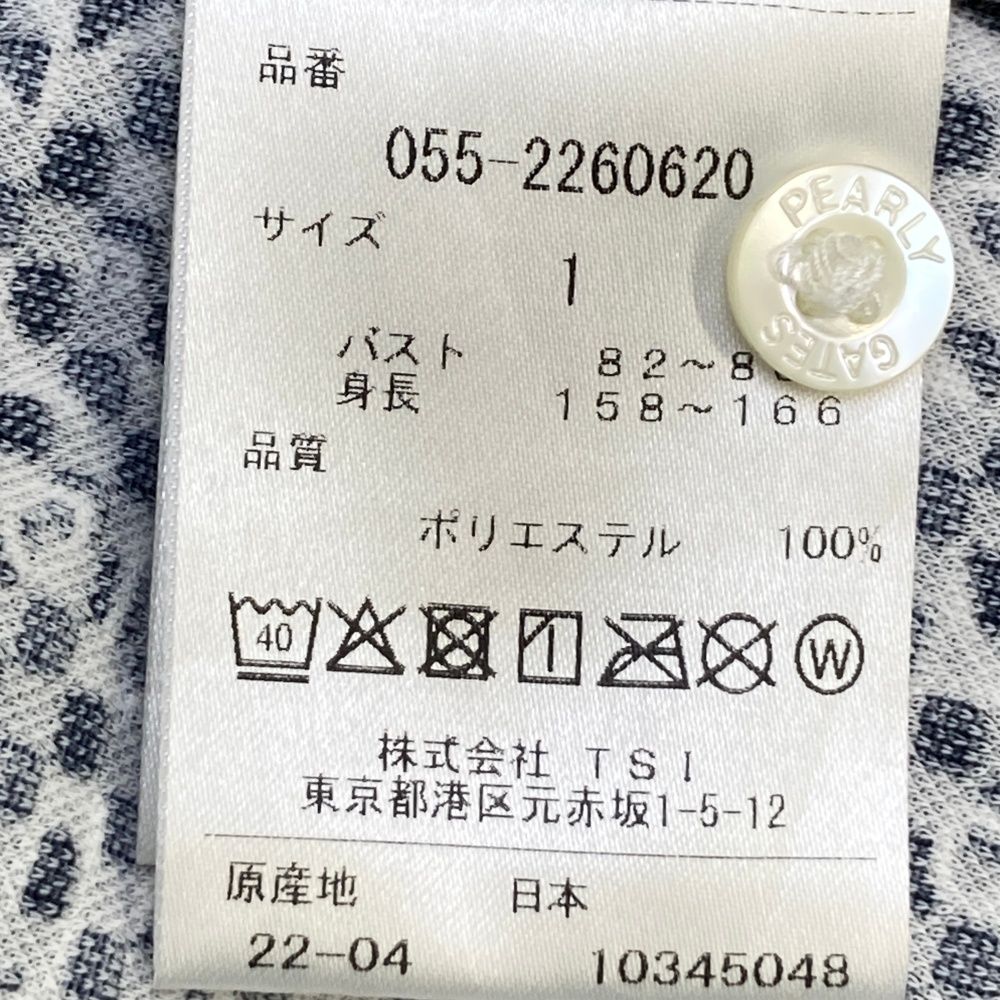 品番
055-2260620
サイズ
1
バスト 82～8
身長 158～166
品質
ポリエステル 100%
40
W
株式会社 TSI
東京都港区元赤坂1-5-12
原産地 日本
22-04 10345048
PEARLY
GATES